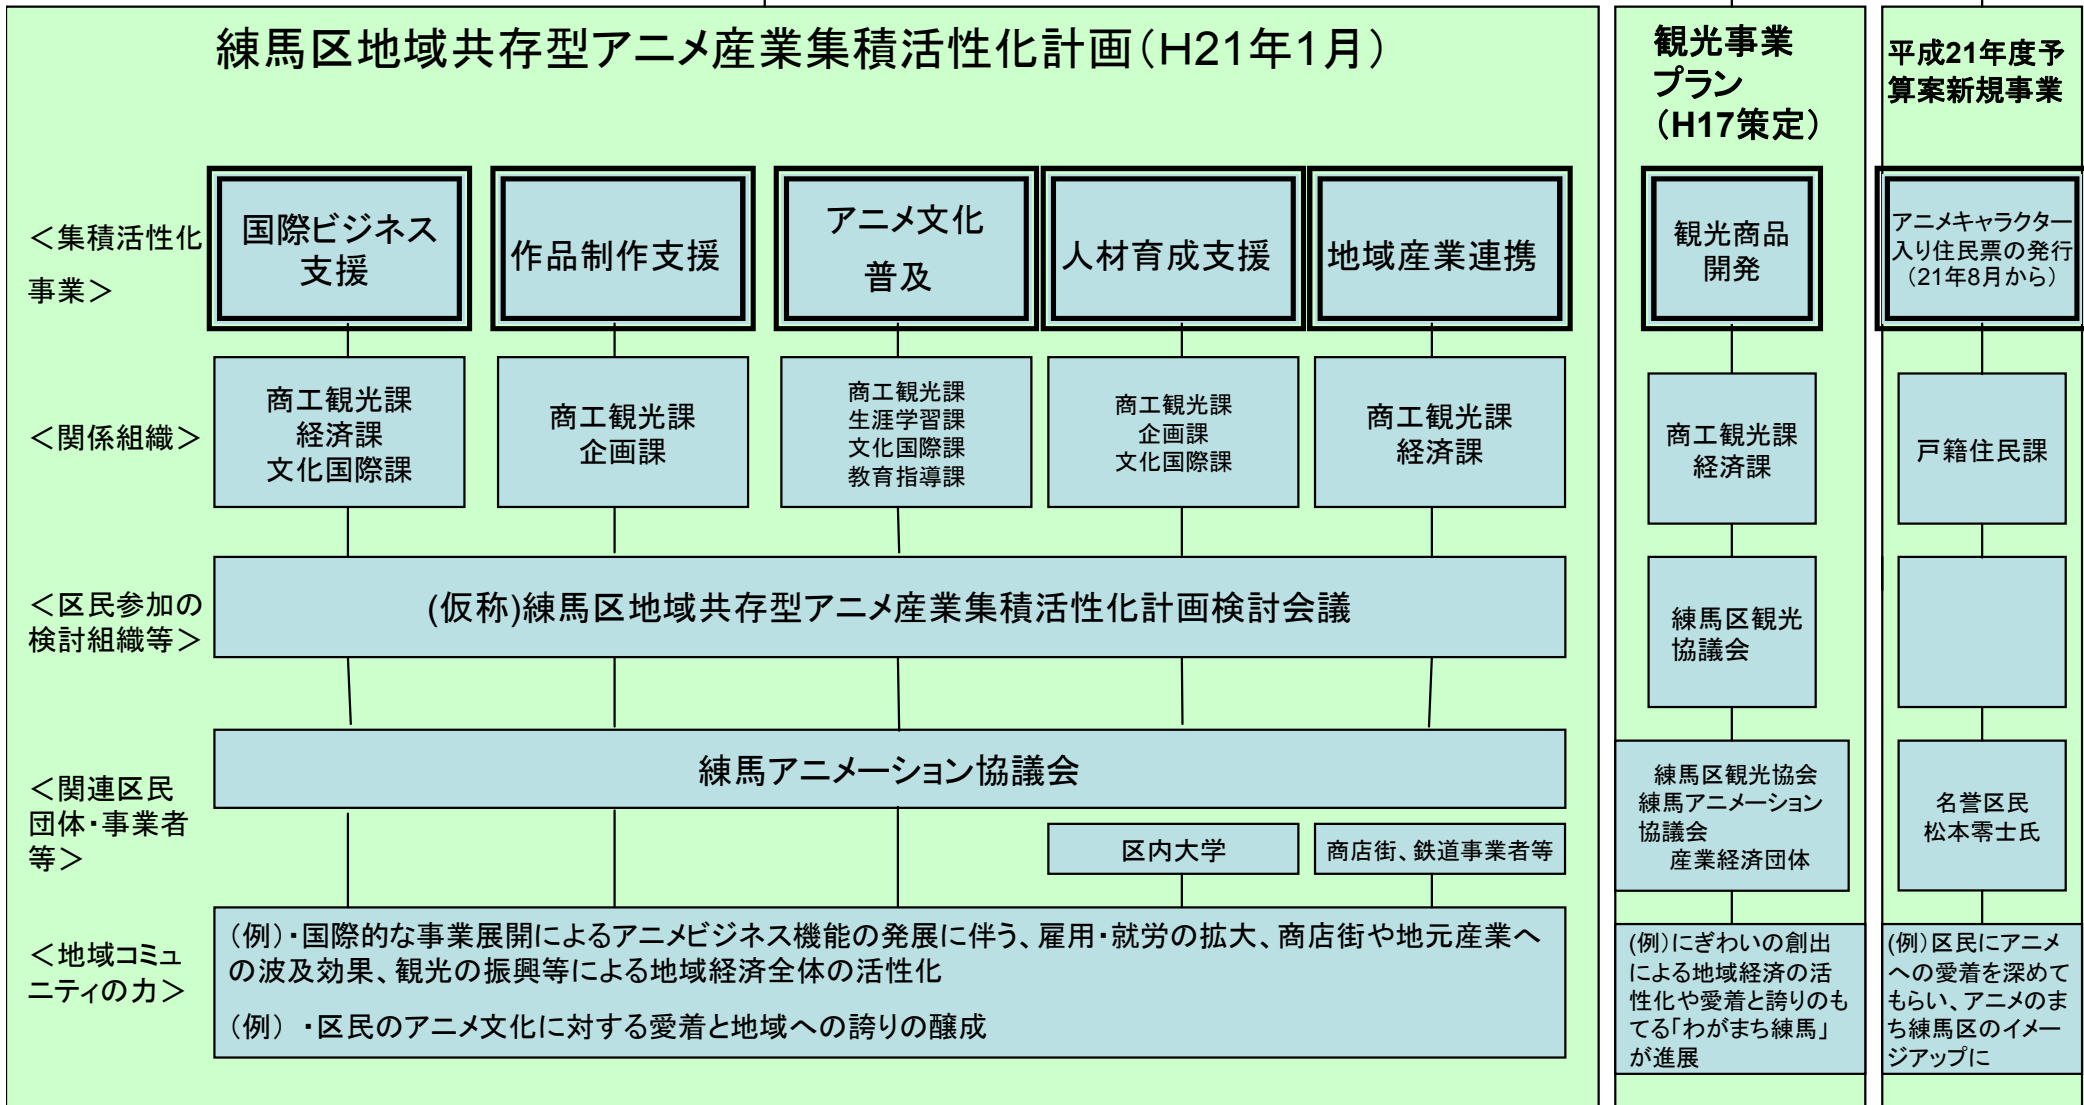 練馬区地域共存型アニメ産業集積活性化計画(H21年1月)
観光事業
プラン
(H17策定)
平成21年度予
算案新規事業
＜集積活性化
事業＞
国際ビジネス
支援
作品制作支援
アニメ文化
普及
人材育成支援
地域産業連携
観光商品
開発
アニメキャラクター
入り住民票の発行
(21年8月から)
＜関係組織＞
商工観光課
経済課
文化国際課
商工観光課
企画課
商工観光課
生涯学習課
文化国際課
教育指導課
商工観光課
企画課
文化国際課
商工観光課
経済課
商工観光課
経済課
戸籍住民課
＜区民参加の
検討組織等＞
(仮称)練馬区地域共存型アニメ産業集積活性化計画検討会議
練馬区観光
協議会
＜関連区民
団体・事業者
等＞
練馬アニメーション協議会
区内大学
商店街、鉄道事業者等
練馬区観光協会
練馬アニメーション
協議会
産業経済団体
名誉区民
松本零士氏
＜地域コミュ
ニティの力＞
(例)・国際的な事業展開によるアニメビジネス機能の発展に伴う、雇用・就労の拡大、商店街や地元産業へ
の波及効果、観光の振興等による地域経済全体の活性化
(例) ・区民のアニメ文化に対する愛着と地域への誇りの醸成
(例)にぎわいの創出
による地域経済の活
性化や愛着と誇りのも
てる「わがまち練馬」
が進展
(例)区民にアニメ
への愛着を深めて
もらい、アニメのま
ち練馬区のイメー
ジアップに